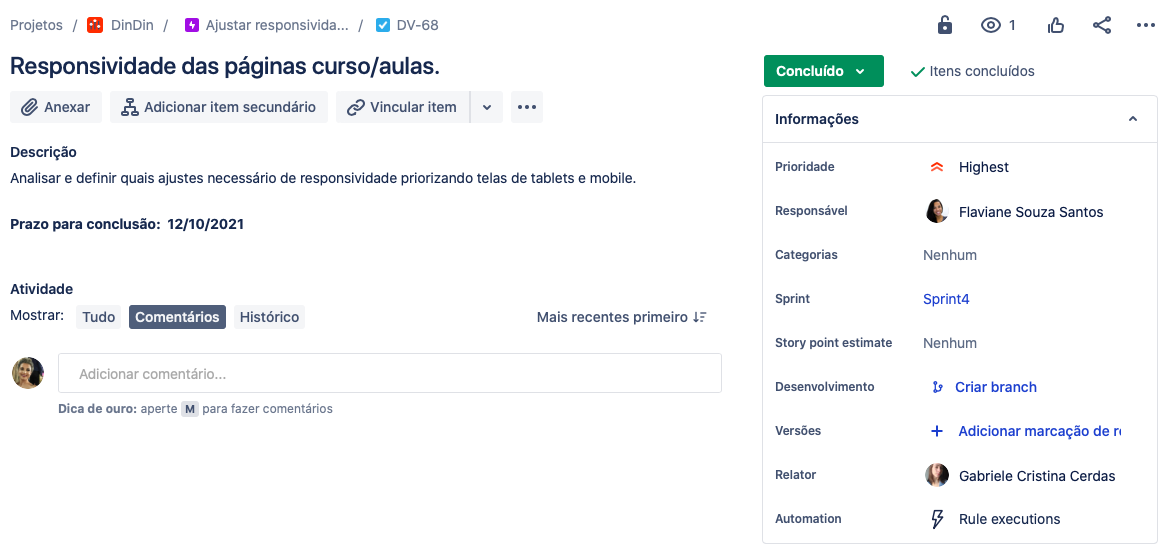 Projetos / DinDin / Ajustar responsivida... / DV-68
1
Responsividade das páginas curso/aulas.
Concluído
Itens concluídos
Anexar
Adicionar item secundário
Vincular item
Descrição
Analisar e definir quais ajustes necessário de responsividade priorizando telas de tablets e mobile.
Prazo para conclusão: 12/10/2021
Atividade
Mostrar: Tudo Comentários Histórico
Mais recentes primeiro
Adicionar comentário...
Dica de ouro: aperte M para fazer comentários
Informações
Prioridade Highest
Responsável Flaviane Souza Santos
Categorias Nenhum
Sprint Sprint4
Story point estimate Nenhum
Desenvolvimento Criar branch
Versões Adicionar marcação de
Relator Gabriele Cristina Cerdas
Automation Rule executions